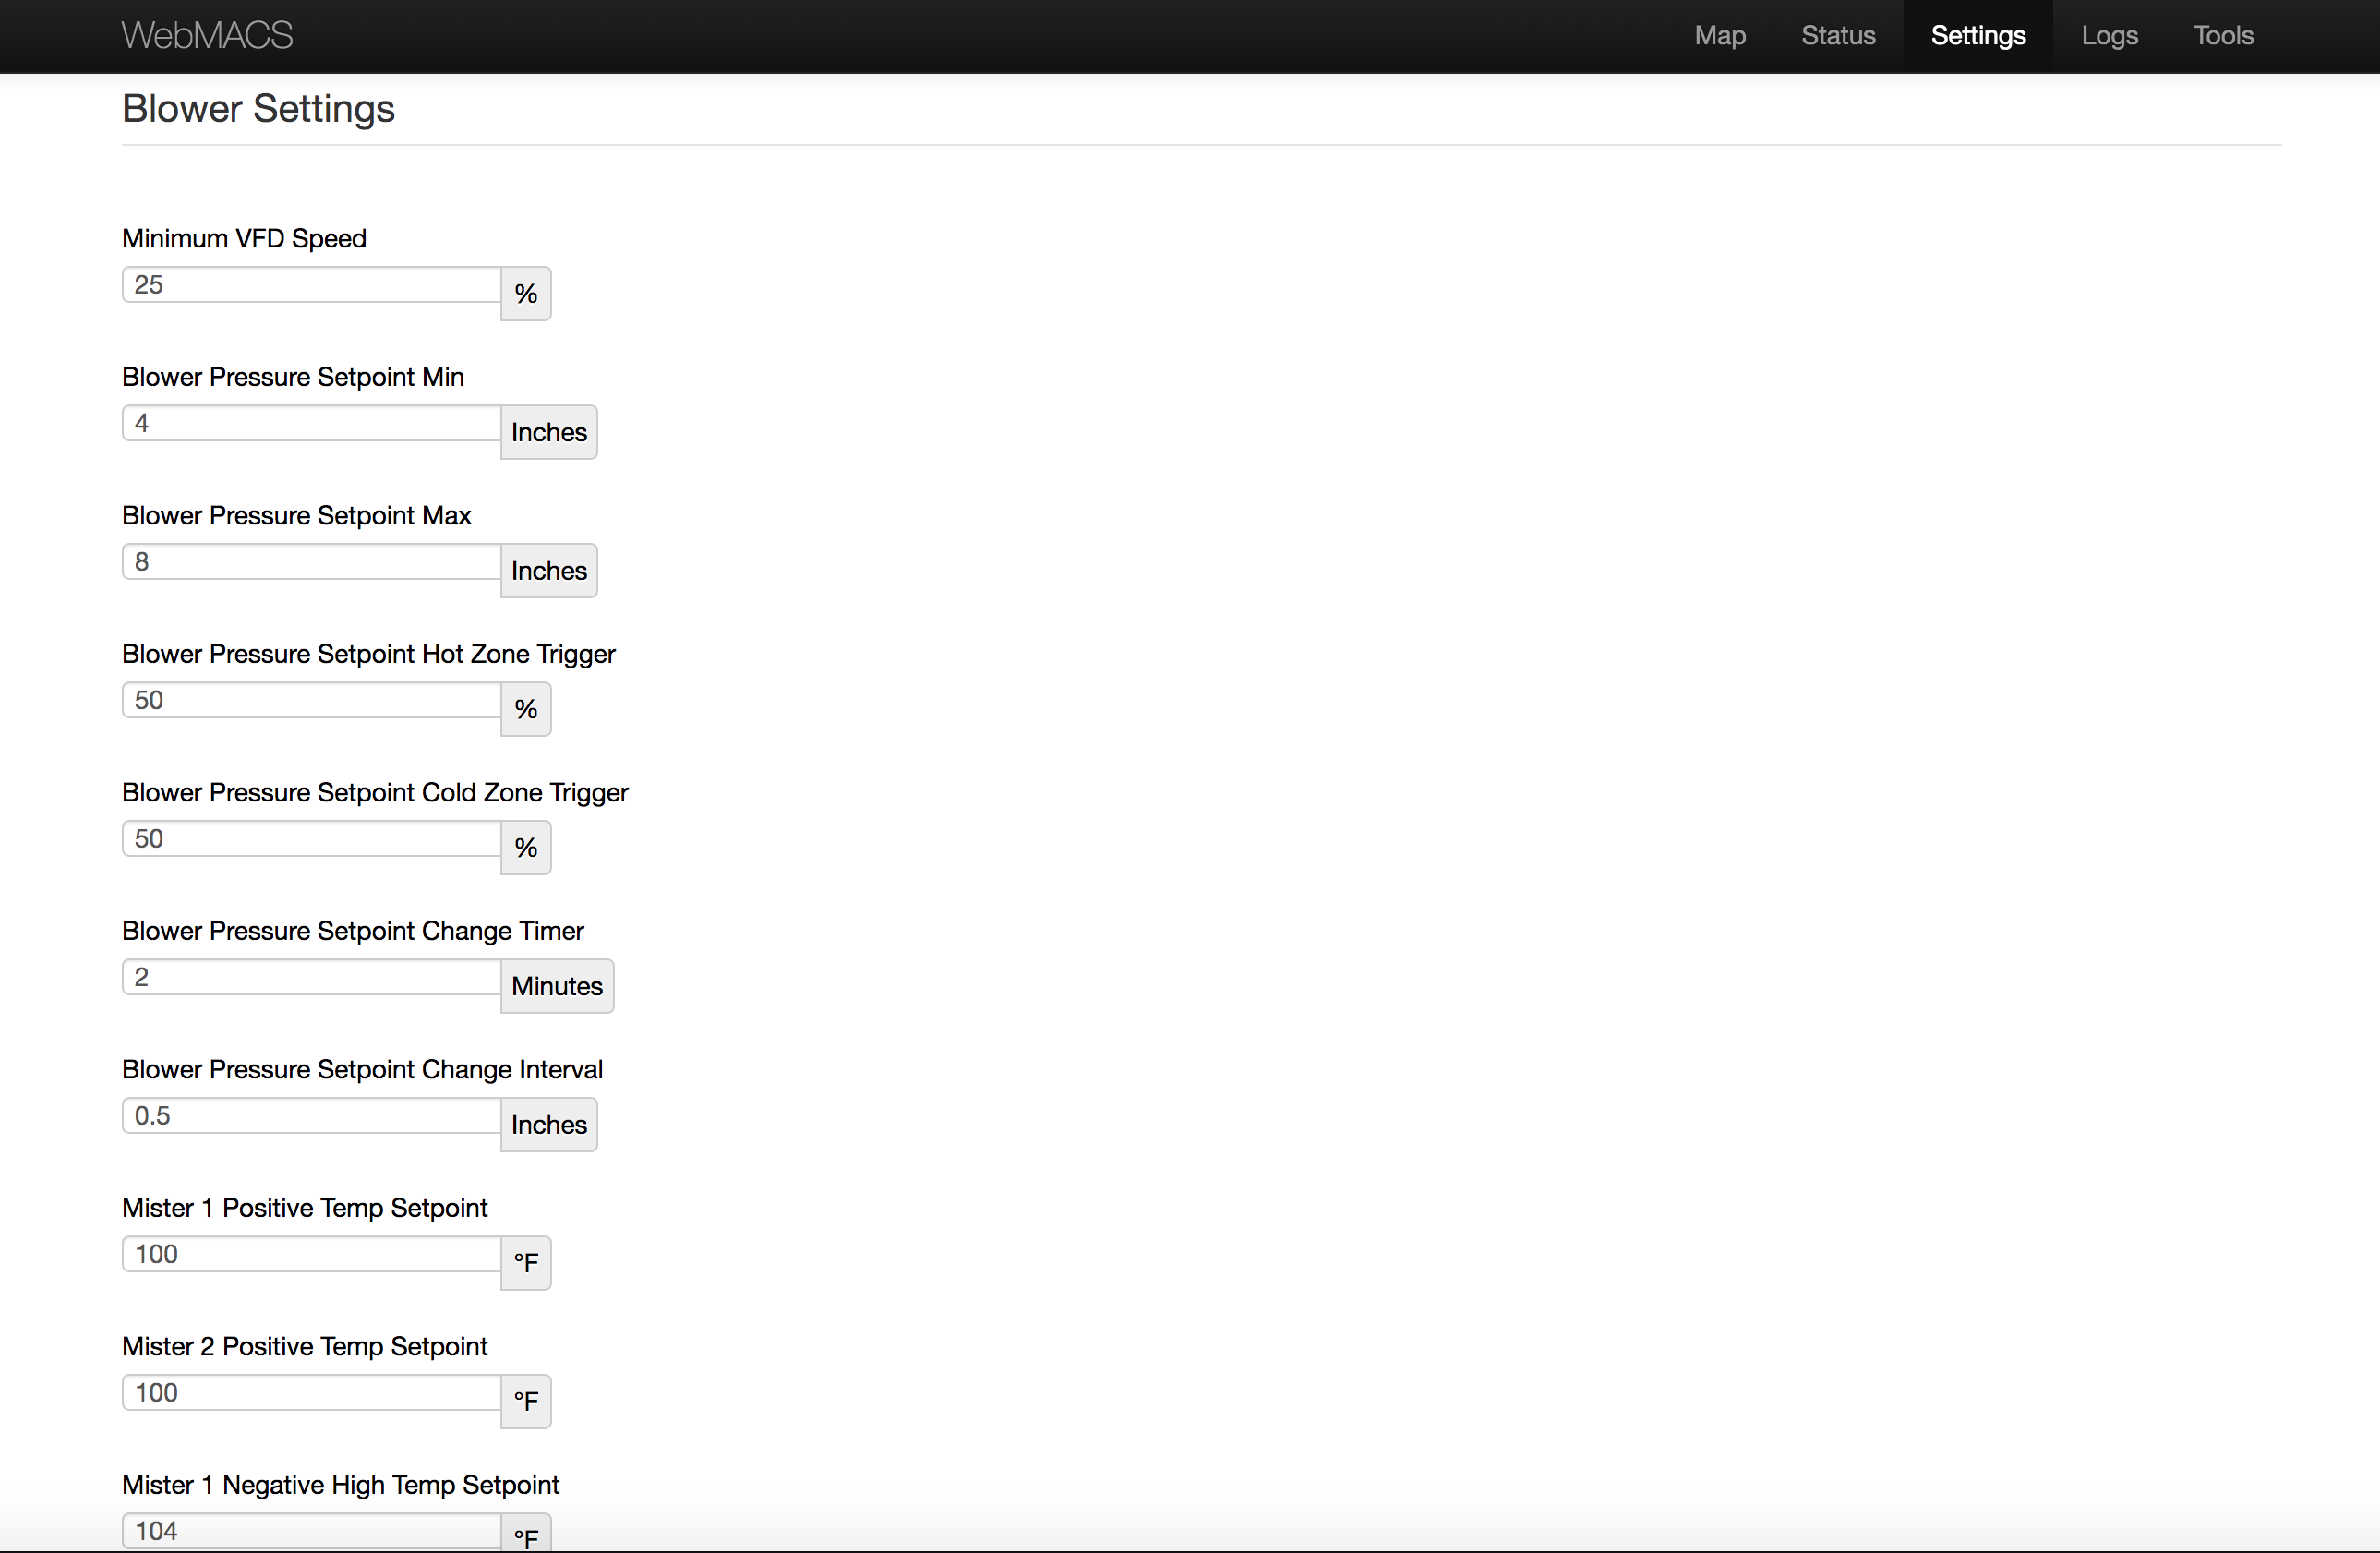 WebMACS Map Status Settings Logs Tools
Blower Settings
Minimum VFD Speed
25 %
Blower Pressure Setpoint Min
4 Inches
Blower Pressure Setpoint Max
8 Inches
Blower Pressure Setpoint Hot Zone Trigger
50 %
Blower Pressure Setpoint Cold Zone Trigger
50 %
Blower Pressure Setpoint Change Timer
2 Minutes
Blower Pressure Setpoint Change Interval
0.5 Inches
Mister 1 Positive Temp Setpoint
100 °F
Mister 2 Positive Temp Setpoint
100 °F
Mister 1 Negative High Temp Setpoint
104 °F